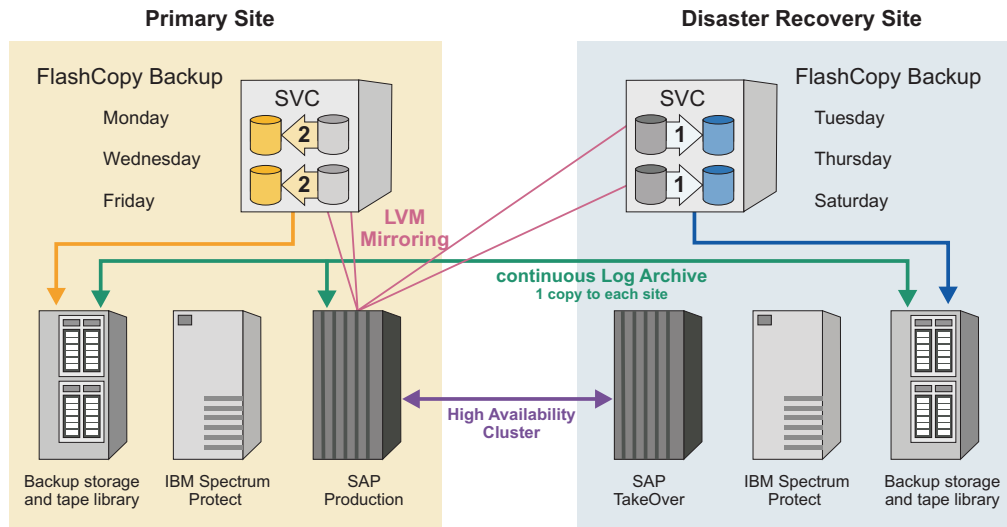 Primary Site
Disaster Recovery Site
FlashCopy Backup
Monday
Wednesday
Friday
SVC
2
2
SVC
1
1
FlashCopy Backup
Tuesday
Thursday
Saturday
LVM
Mirroring
continuous Log Archive
1 copy to each site
High Availability
Cluster
Backup storage
and tape library
IBM Spectrum
Protect
SAP
Production
SAP
TakeOver
IBM Spectrum
Protect
Backup storage
and tape library